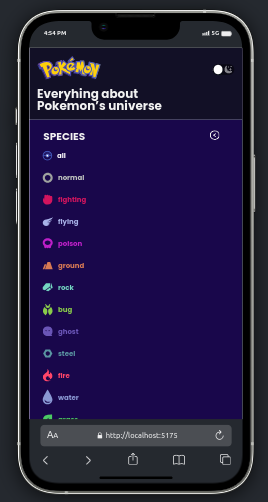 4:54 PM
5G
POKéMON
Everyhing about
Pokemon's universe
SPECIES
all
normal
fighting
flying
poison
ground
rock
bug
ghost
steel
fire
water
grass
AA
http://localhost:5175